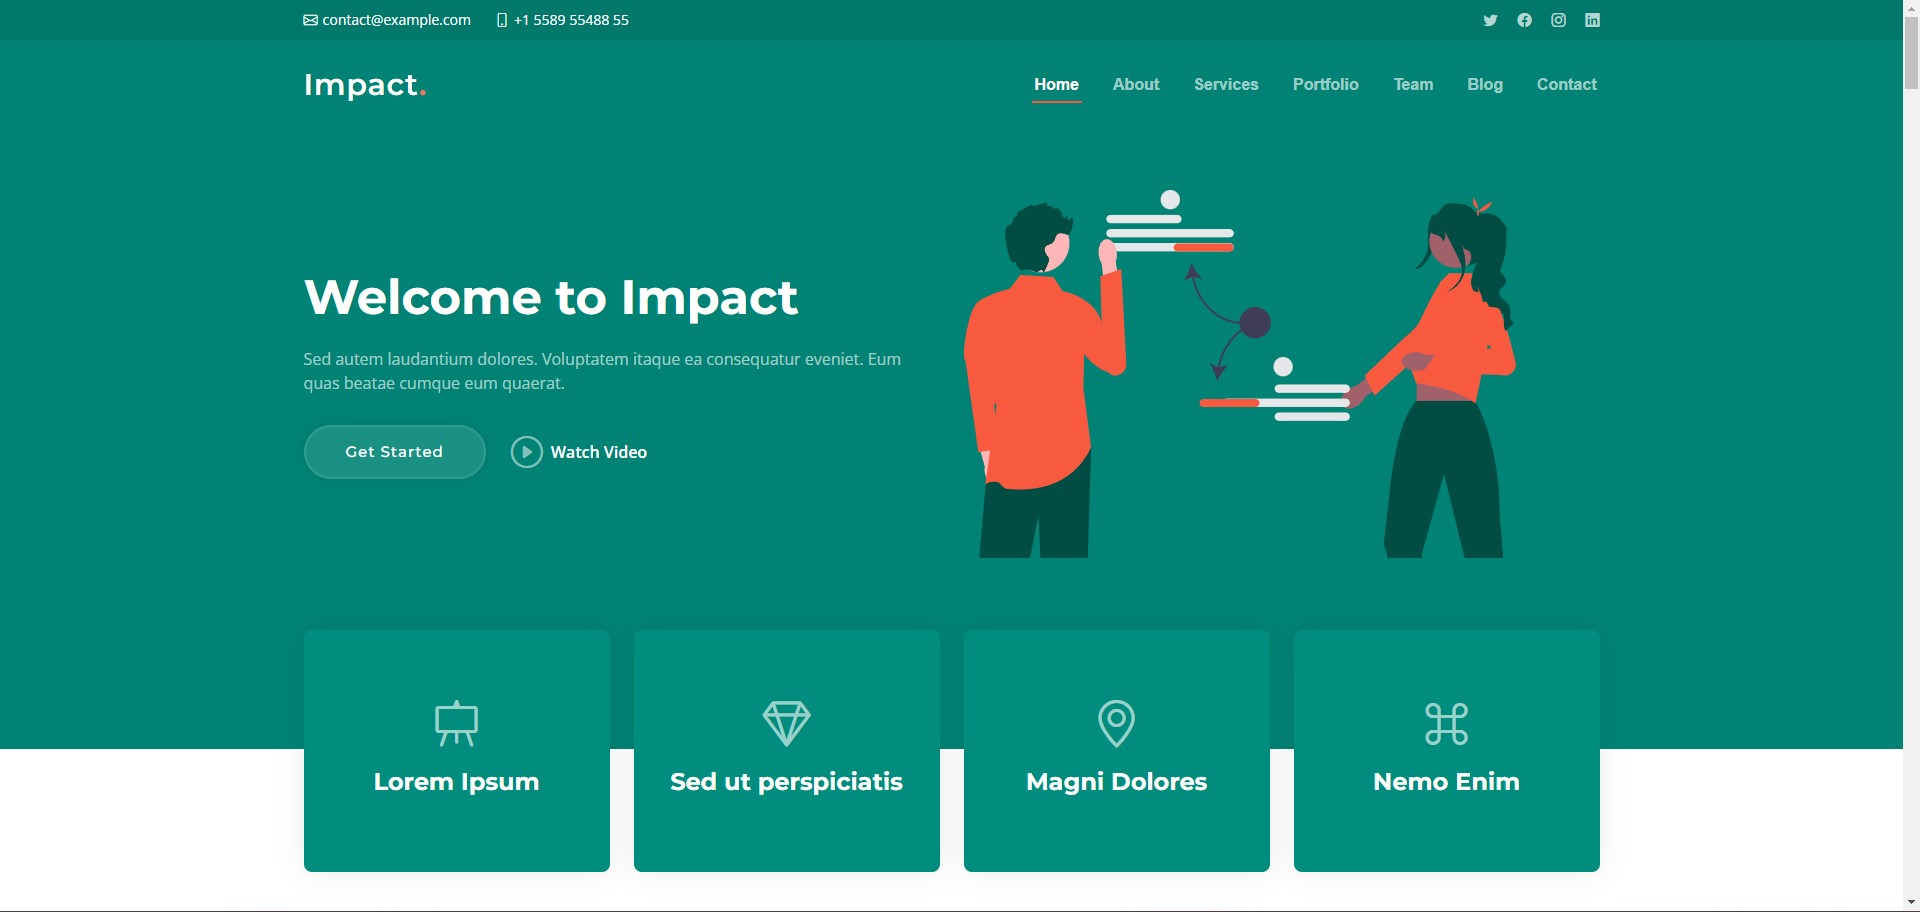 contact@example.com +1 5589 55488 55
Impact.
Home About Services Portfolio Team Blog Contact
Welcome to Impact
Sed autem laudantium dolores. Voluptatem itaque ea consequatur eveniet. Eum
quas beatae cumque eum quaerat.
Get Started Watch Video
Lorem Ipsum
Sed ut perspiciatis
Magni Dolores
Nemo Enim